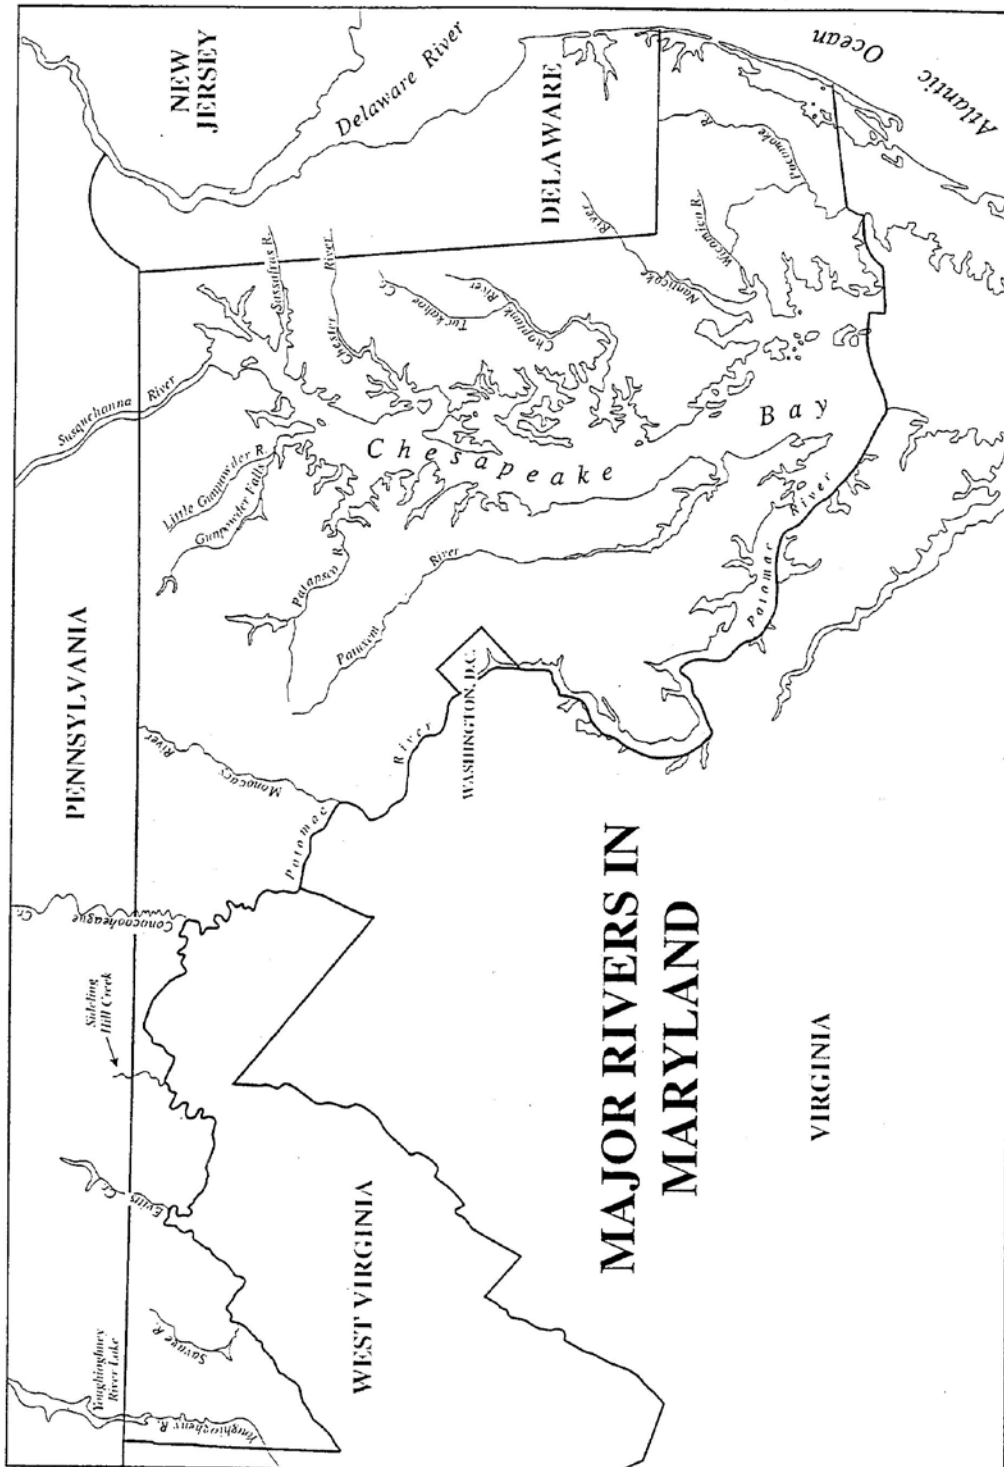 MAJOR RIVERS IN
MARYLAND
PENNSYLVANIA
NEW
JERSEY
DELAWARE
WEST VIRGINIA
VIRGINIA
WASHINGTON, D.C.
Atlantic
Ocean
Delaware River
Chesapeake
Bay
Youghiogheny
River Lake
Youghiogheny R.
Savage R.
Evitts Cr.
Sideling
Hill Creek
Conococheague Cr.
Monocacy River
Potomac River
Potomac River
Patuxent River
Patapsco R.
Gunpowder Falls
Little Gunpowder R.
Susquehanna River
Sassafras R.
Chester River
Tuckahoe Cr.
Choptank River
Nanticoke River
Wicomico R.
Pocomoke R.